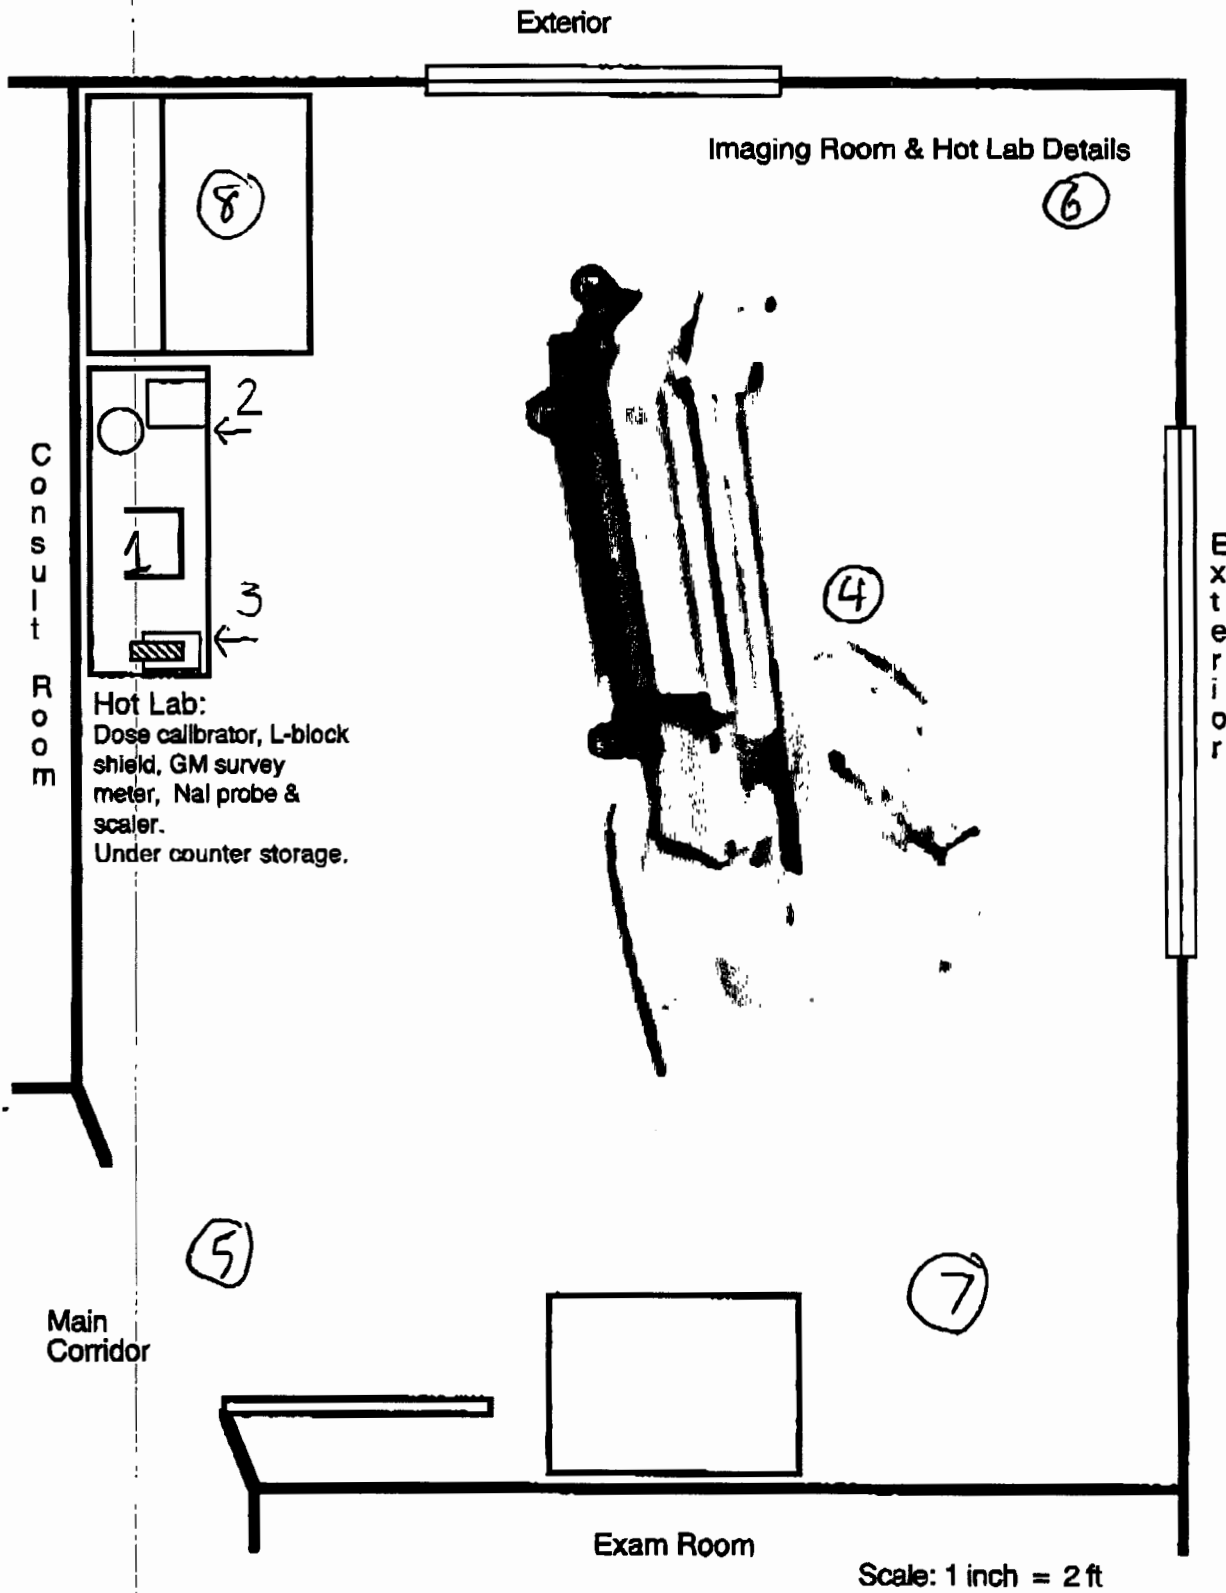 Exterior
Imaging Room & Hot Lab Details
8
6
2
4
1
3
Consult Room
Exterior
Hot Lab:
Dose calibrator, L-block
shield, GM survey
meter, NaI probe &
scaler.
Under counter storage.
5
7
Main
Corridor
Exam Room
Scale: 1 inch = 2 ft